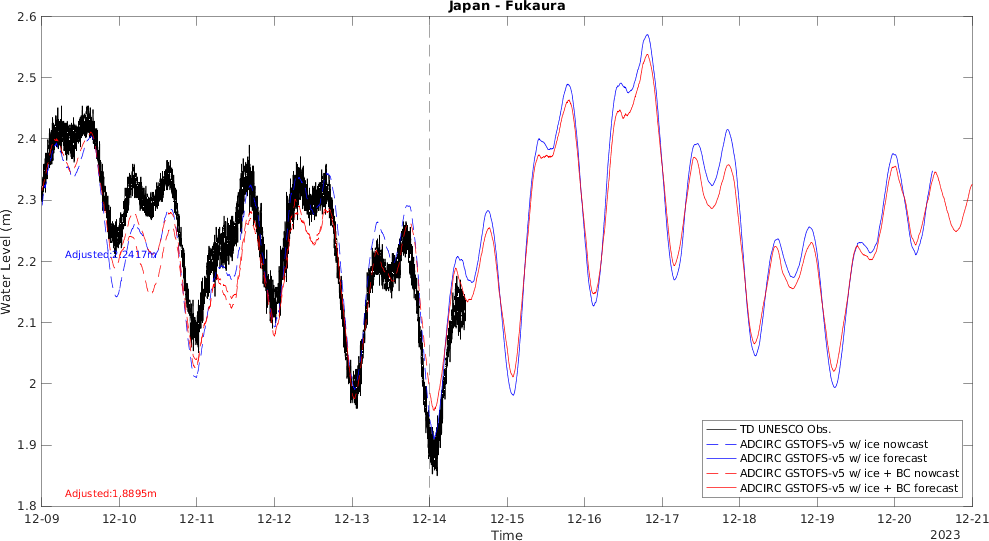 Japan - Fukaura
2.6
2.5
2.4
2.3
2.2
2.1
2
1.9
1.8
Water Level (m)
Adjusted:2.2417m
Adjusted:1.8895m
TD UNESCO Obs.
ADCIRC GSTOFS-v5 w/ ice nowcast
ADCIRC GSTOFS-v5 w/ ice forecast
ADCIRC GSTOFS-v5 w/ ice + BC nowcast
ADCIRC GSTOFS-v5 w/ ice + BC forecast
12-09 12-10 12-11 12-12 12-13 12-14 12-15 12-16 12-17 12-18 12-19 12-20 12-21
Time
2023